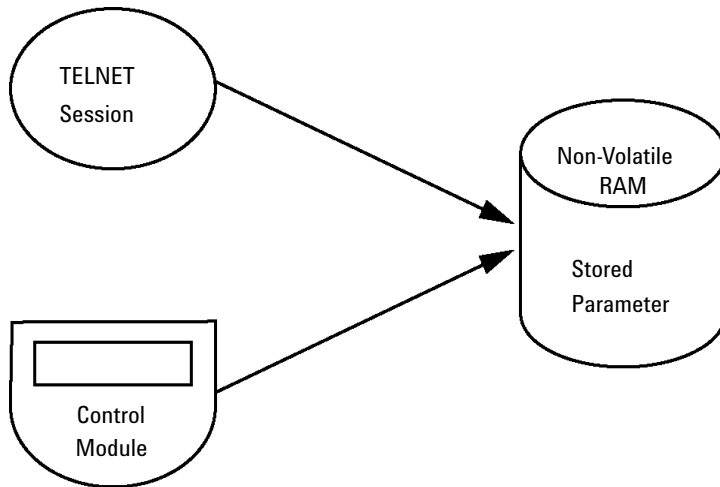 TELNET
Session
Non-Volatile
RAM
Stored
Parameter
Control
Module